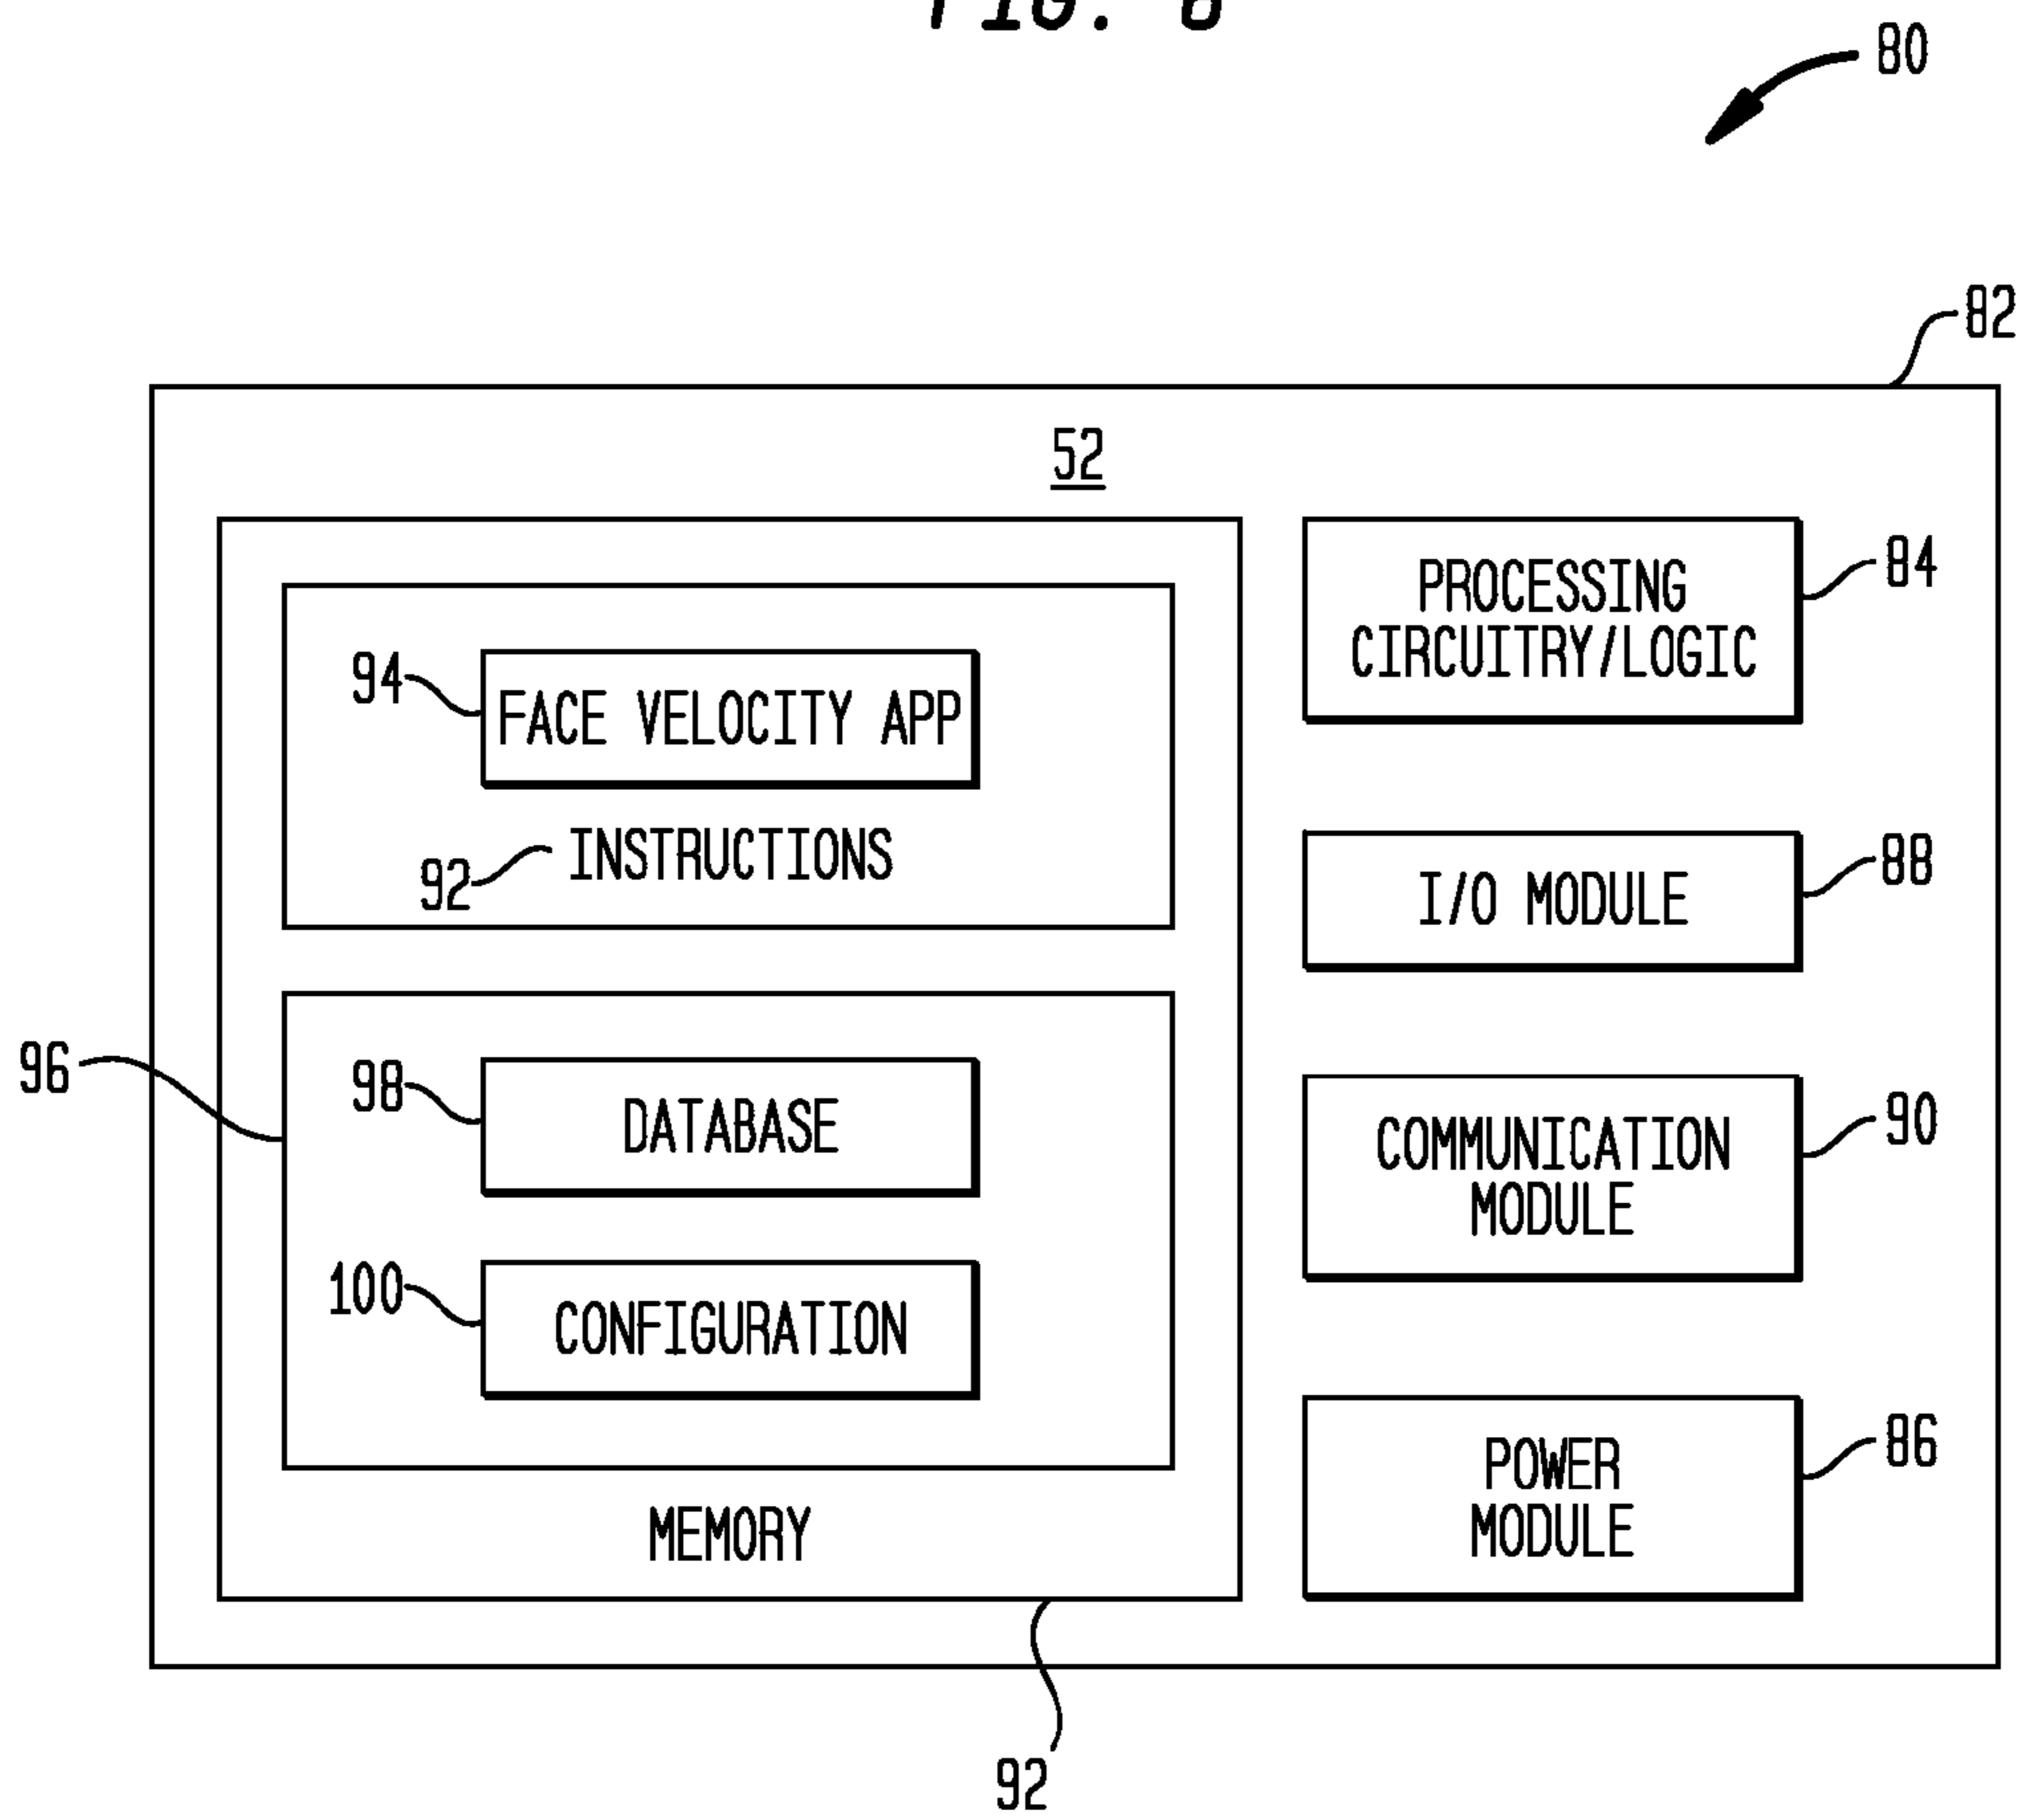 FIG.
80
82
52
PROCESSING
CIRCUITRY/LOGIC
84
94
FACE VELOCITY APP
92
INSTRUCTIONS
I/O MODULE
88
96
98
DATABASE
COMMUNICATION
MODULE
90
100
CONFIGURATION
POWER
MODULE
86
MEMORY
92